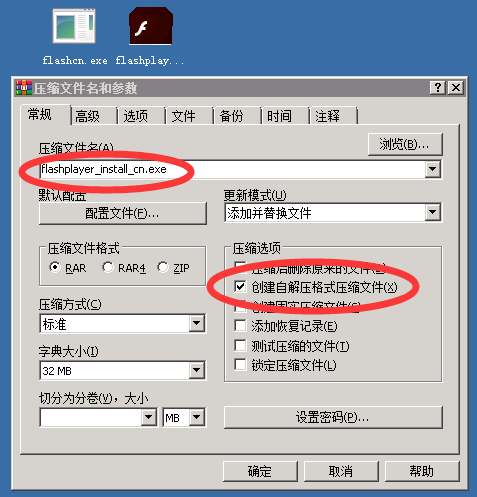 flashcn.exe flashplay...
压缩文件名和参数
常规 高级 选项 文件 备份 时间 注释
压缩文件名(A)
浏览(B)...
flashplayer_install_cn.exe
默认配置
更新模式(U)
配置文件(F)...
添加并替换文件
压缩文件格式
RAR RAR4 ZIP
压缩选项
压缩后删除原来的文件(D)
创建自解压格式压缩文件(X)
创建固实压缩文件(S)
添加恢复记录(E)
测试压缩的文件(T)
锁定压缩文件(L)
压缩方式(C)
标准
字典大小(I)
32 MB
切分为分卷(V)，大小
MB
设置密码(P)...
确定 取消 帮助